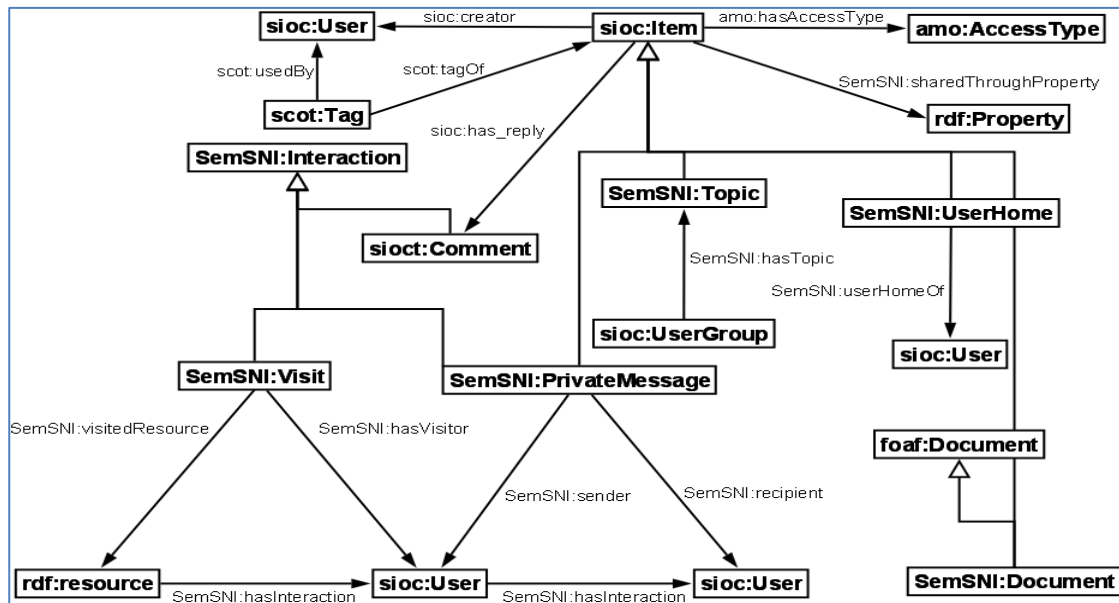 sioc:User
sioc:creator
sioc:Item
amo:hasAccessType
amo:AccessType
scot:usedBy
scot:tagOf
SemSNI:sharedThroughProperty
scot:Tag
sioc:has_reply
rdf:Property
SemSNI:Interaction
SemSNI:Topic
SemSNI:UserHome
sioct:Comment
SemSNI:hasTopic
SemSNI:userHomeOf
sioc:UserGroup
sioc:User
SemSNI:Visit
SemSNI:PrivateMessage
SemSNI:visitedResource
SemSNI:hasVisitor
foaf:Document
SemSNI:sender
SemSNI:recipient
rdf:resource
SemSNI:hasInteraction
sioc:User
SemSNI:hasInteraction
sioc:User
SemSNI:Document